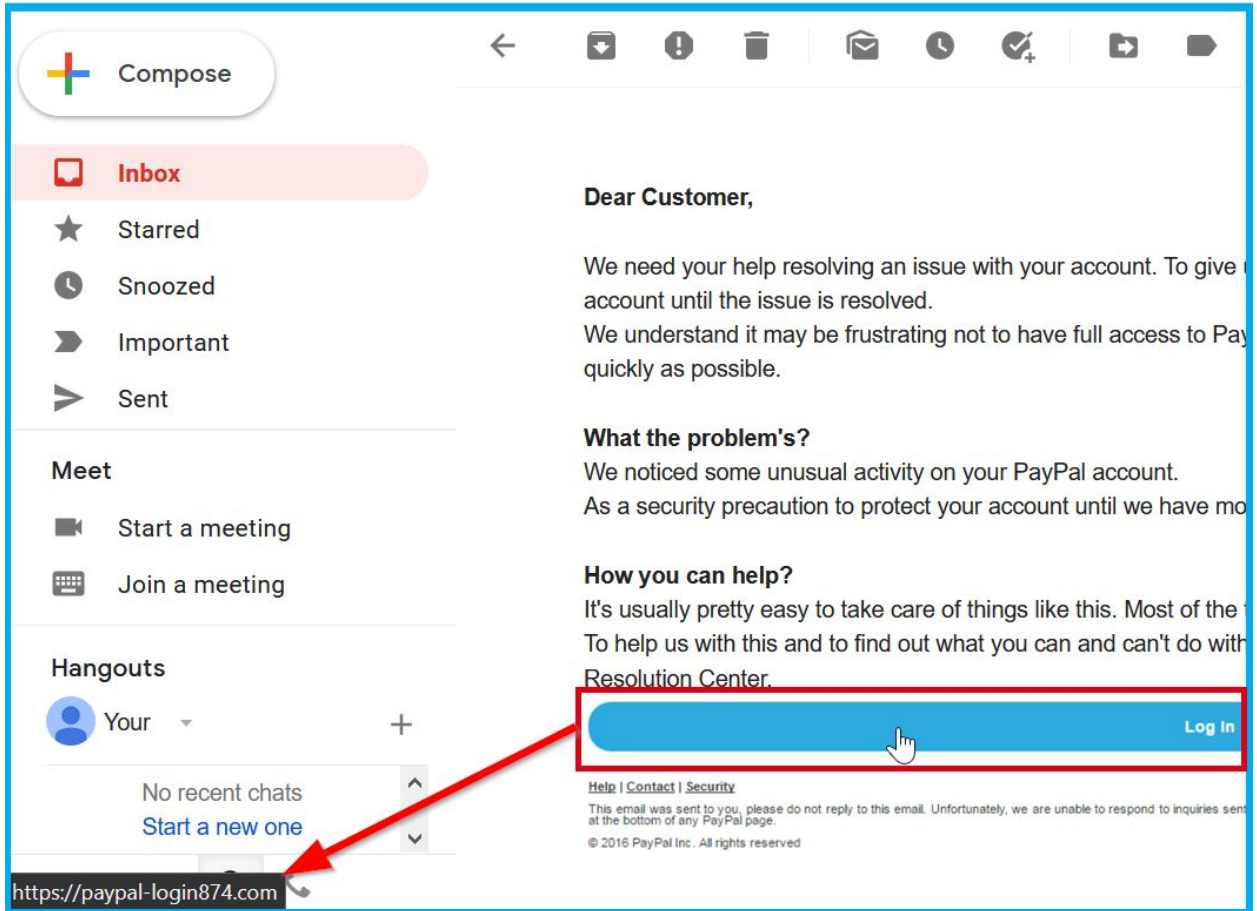 Compose
Inbox
Starred
Snoozed
Important
Sent
Meet
Start a meeting
Join a meeting
Hangouts
Your
No recent chats
Start a new one
https://paypal-login874.com
Dear Customer,
We need your help resolving an issue with your account. To give
account until the issue is resolved.
We understand it may be frustrating not to have full access to Pay
quickly as possible.
What the problem's?
We noticed some unusual activity on your PayPal account.
As a security precaution to protect your account until we have mo
How you can help?
It's usually pretty easy to take care of things like this. Most of the
To help us with this and to find out what you can and can't do with
Resolution Center.
Log In
Help | Contact | Security
This email was sent to you, please do not reply to this email. Unfortunately, we are unable to respond to inquiries sent
at the bottom of any PayPal page.
© 2016 PayPal Inc. All rights reserved